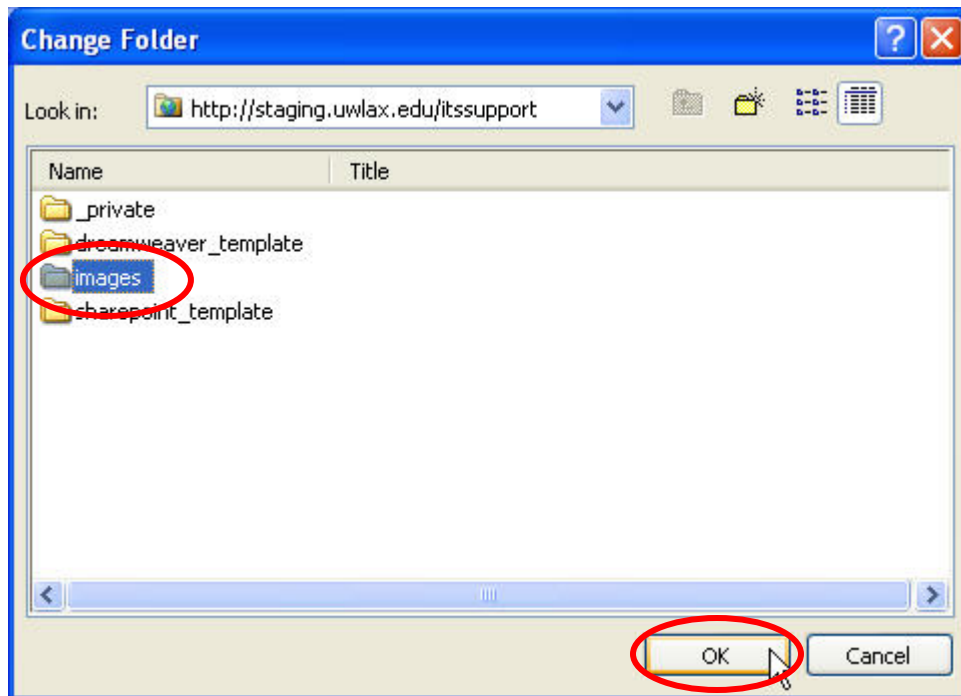 Change Folder
Look in: http://staging.uwlax.edu/itssupport
Name Title
_private
dreamweaver_template
images
sharepoint_template
OK Cancel